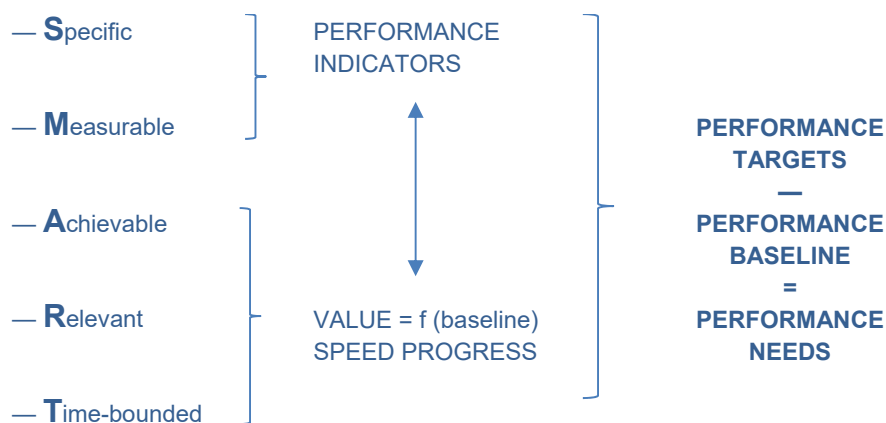 — Specific
— Measurable
— Achievable
— Relevant
— Time-bounded
PERFORMANCE
INDICATORS
VALUE = f (baseline)
SPEED PROGRESS
PERFORMANCE
TARGETS
—
PERFORMANCE
BASELINE
=
PERFORMANCE
NEEDS